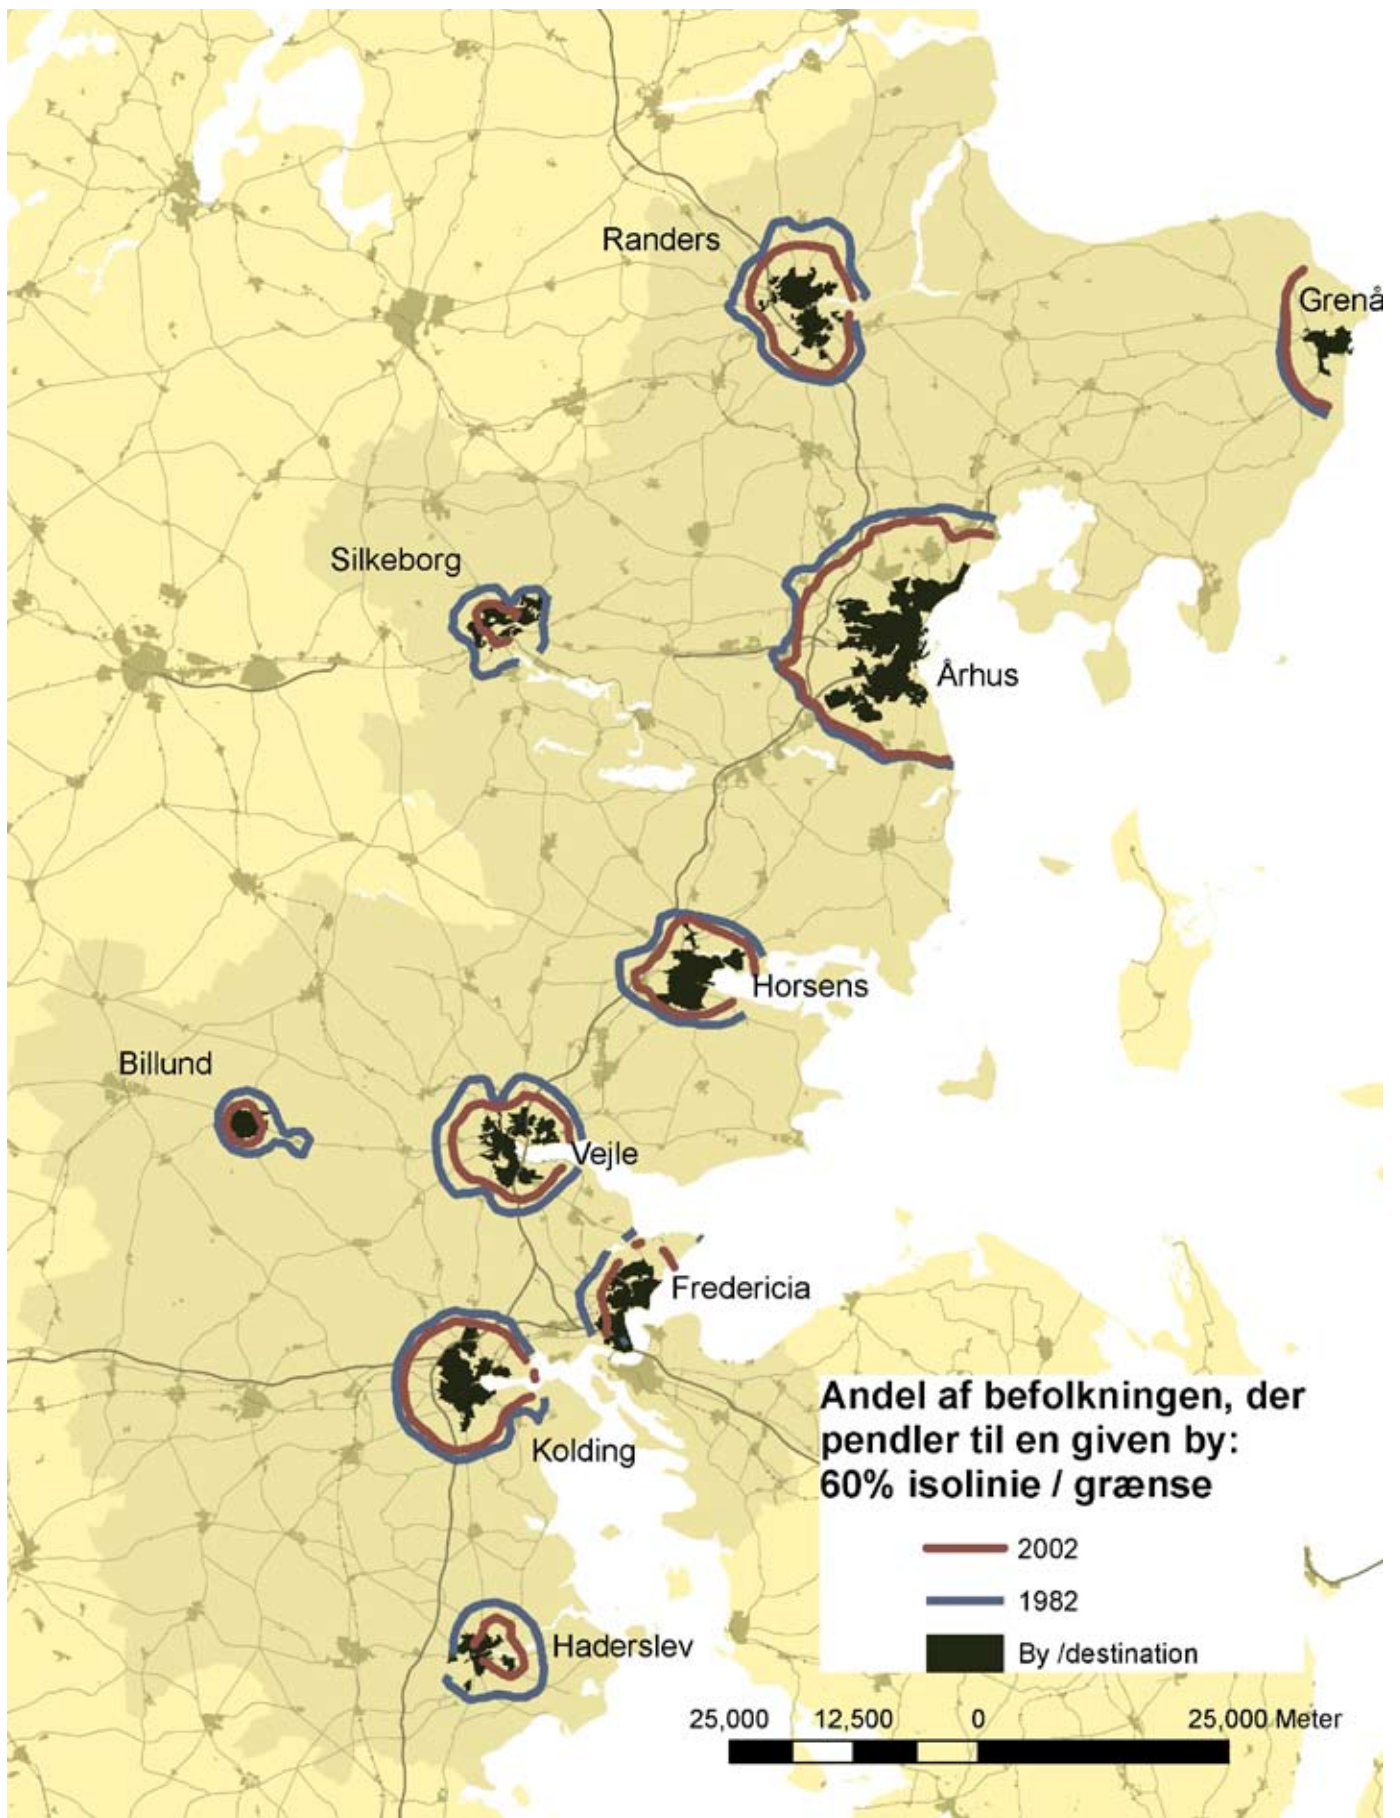 Randers
Grenå
Silkeborg
Århus
Horsens
Billund
Vejle
Fredericia
Kolding
Haderslev
Andel af befolkningen, der
pendler til en given by:
60% isolinie / grænse
2002
1982
By /destination
25,000 12,500 0 25,000 Meter